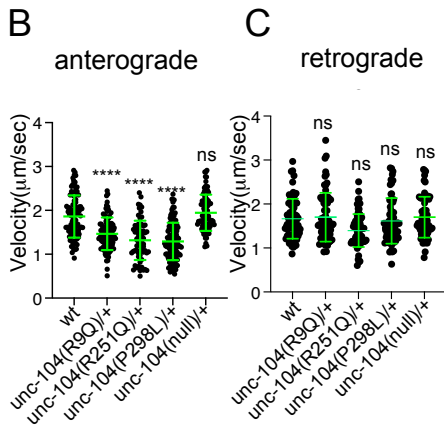 B
anterograde
Velocity(μm/sec)
4
3
2
1
0
****
****
****
ns
wt
unc-104(R9Q)/+
unc-104(R251Q)/+
unc-104(P298L)/+
unc-104(null)/+
C
retrograde
Velocity(μm/sec)
4
3
2
1
0
ns
ns
ns
ns
wt
unc-104(R9Q)/+
unc-104(R251Q)/+
unc-104(P298L)/+
unc-104(null)/+